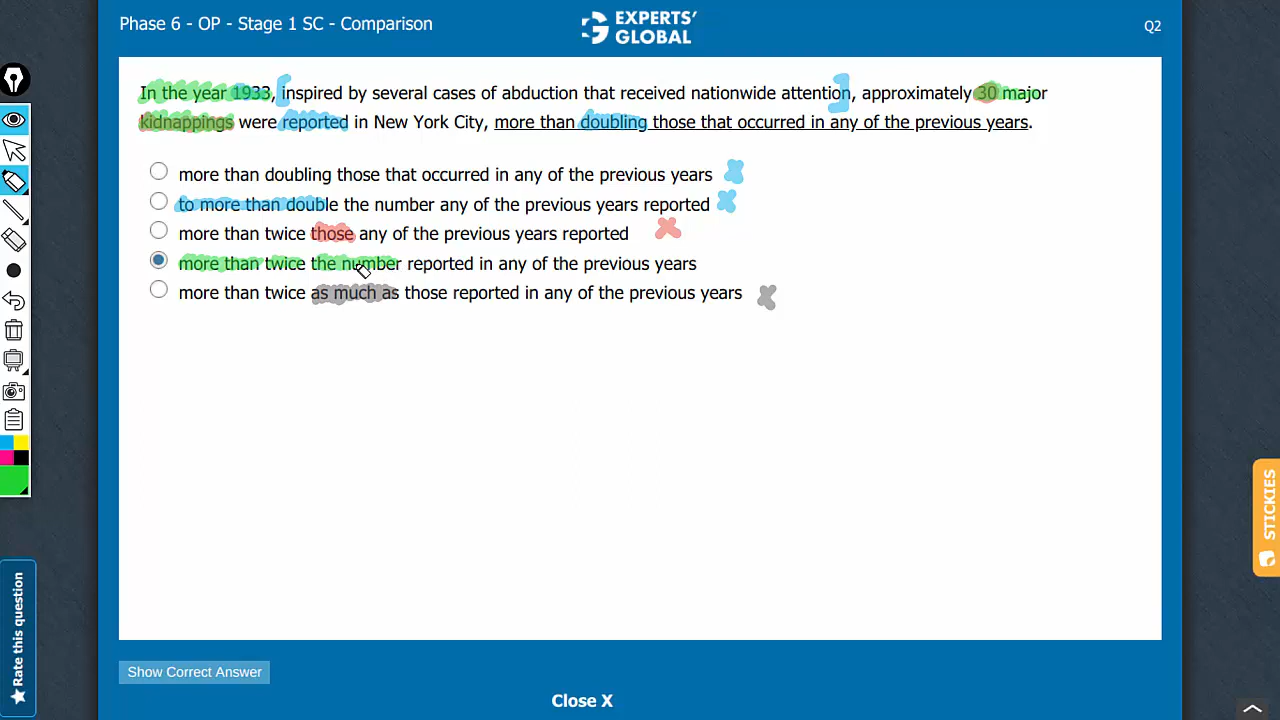 Phase 6 - OP - Stage 1 SC - Comparison
EXPERTS'
GLOBAL
Q2
In the year 1933, inspired by several cases of abduction that received nationwide attention, approximately 30 major
kidnappings were reported in New York City, more than doubling those that occurred in any of the previous years.
more than doubling those that occurred in any of the previous years
to more than double the number any of the previous years reported
more than twice those any of the previous years reported
more than twice the number reported in any of the previous years
more than twice as much as those reported in any of the previous years
Show Correct Answer
Close X
Rate this question
STICKIES